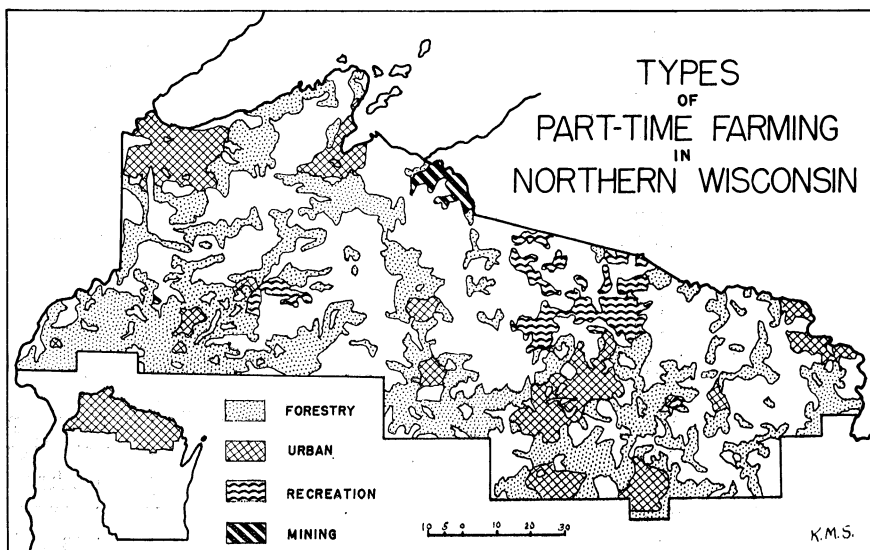 TYPES
OF
PART-TIME FARMING
IN
NORTHERN WISCONSIN
FORESTRY
URBAN
RECREATION
MINING
10 5 0 10 20 30
K.M.S.